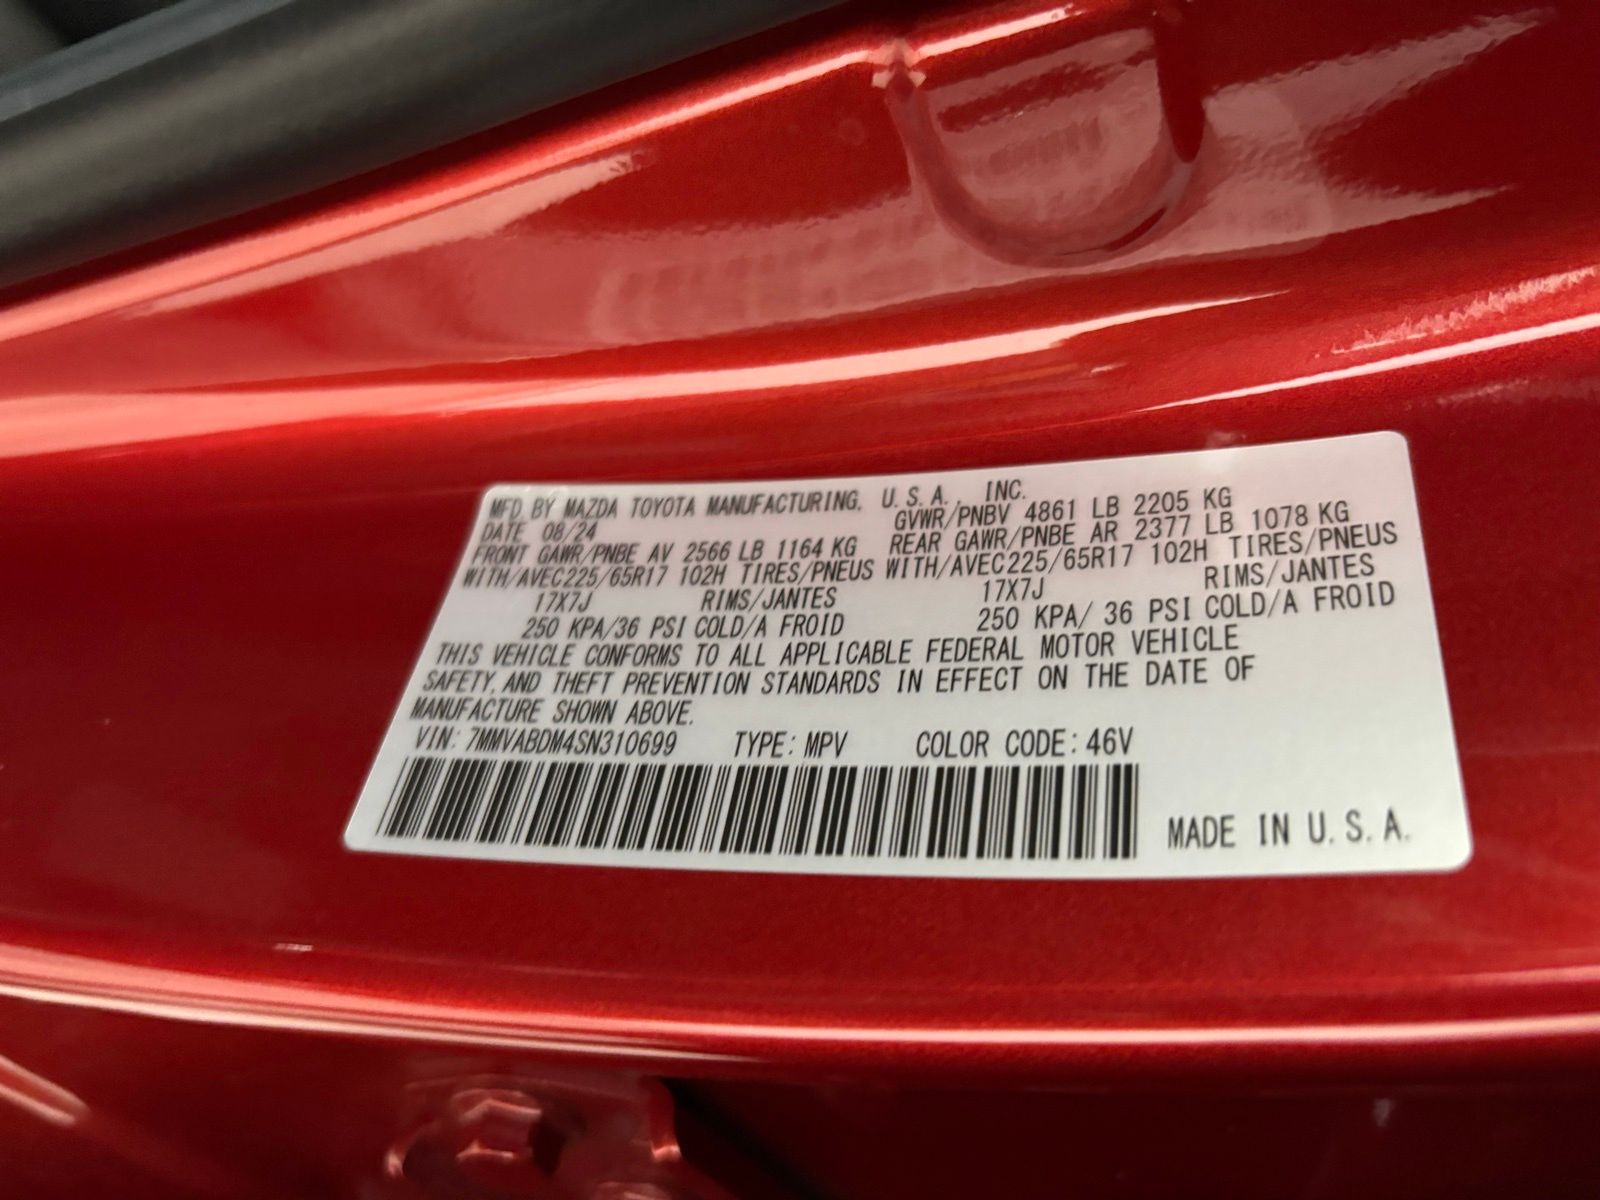 MFD BY MAZDA TOYOTA MANUFACTURING, U.S.A., INC.
DATE 08/24 GVWR/PNBV 4861 LB 2205 KG
FRONT GAWR/PNBE AV 2566 LB 1164 KG REAR GAWR/PNBE AR 2377 LB 1078 KG
WITH/AVEC225/65R17 102H TIRES/PNEUS WITH/AVEC225/65R17 102H TIRES/PNEUS
17X7J RIMS/JANTES 17X7J RIMS/JANTES
250 KPA/36 PSI COLD/A FROID 250 KPA/ 36 PSI COLD/A FROID
THIS VEHICLE CONFORMS TO ALL APPLICABLE FEDERAL MOTOR VEHICLE
SAFETY, AND THEFT PREVENTION STANDARDS IN EFFECT ON THE DATE OF
MANUFACTURE SHOWN ABOVE.
VIN: 7MMVABDM4SN310699 TYPE: MPV COLOR CODE: 46V
MADE IN U.S.A.